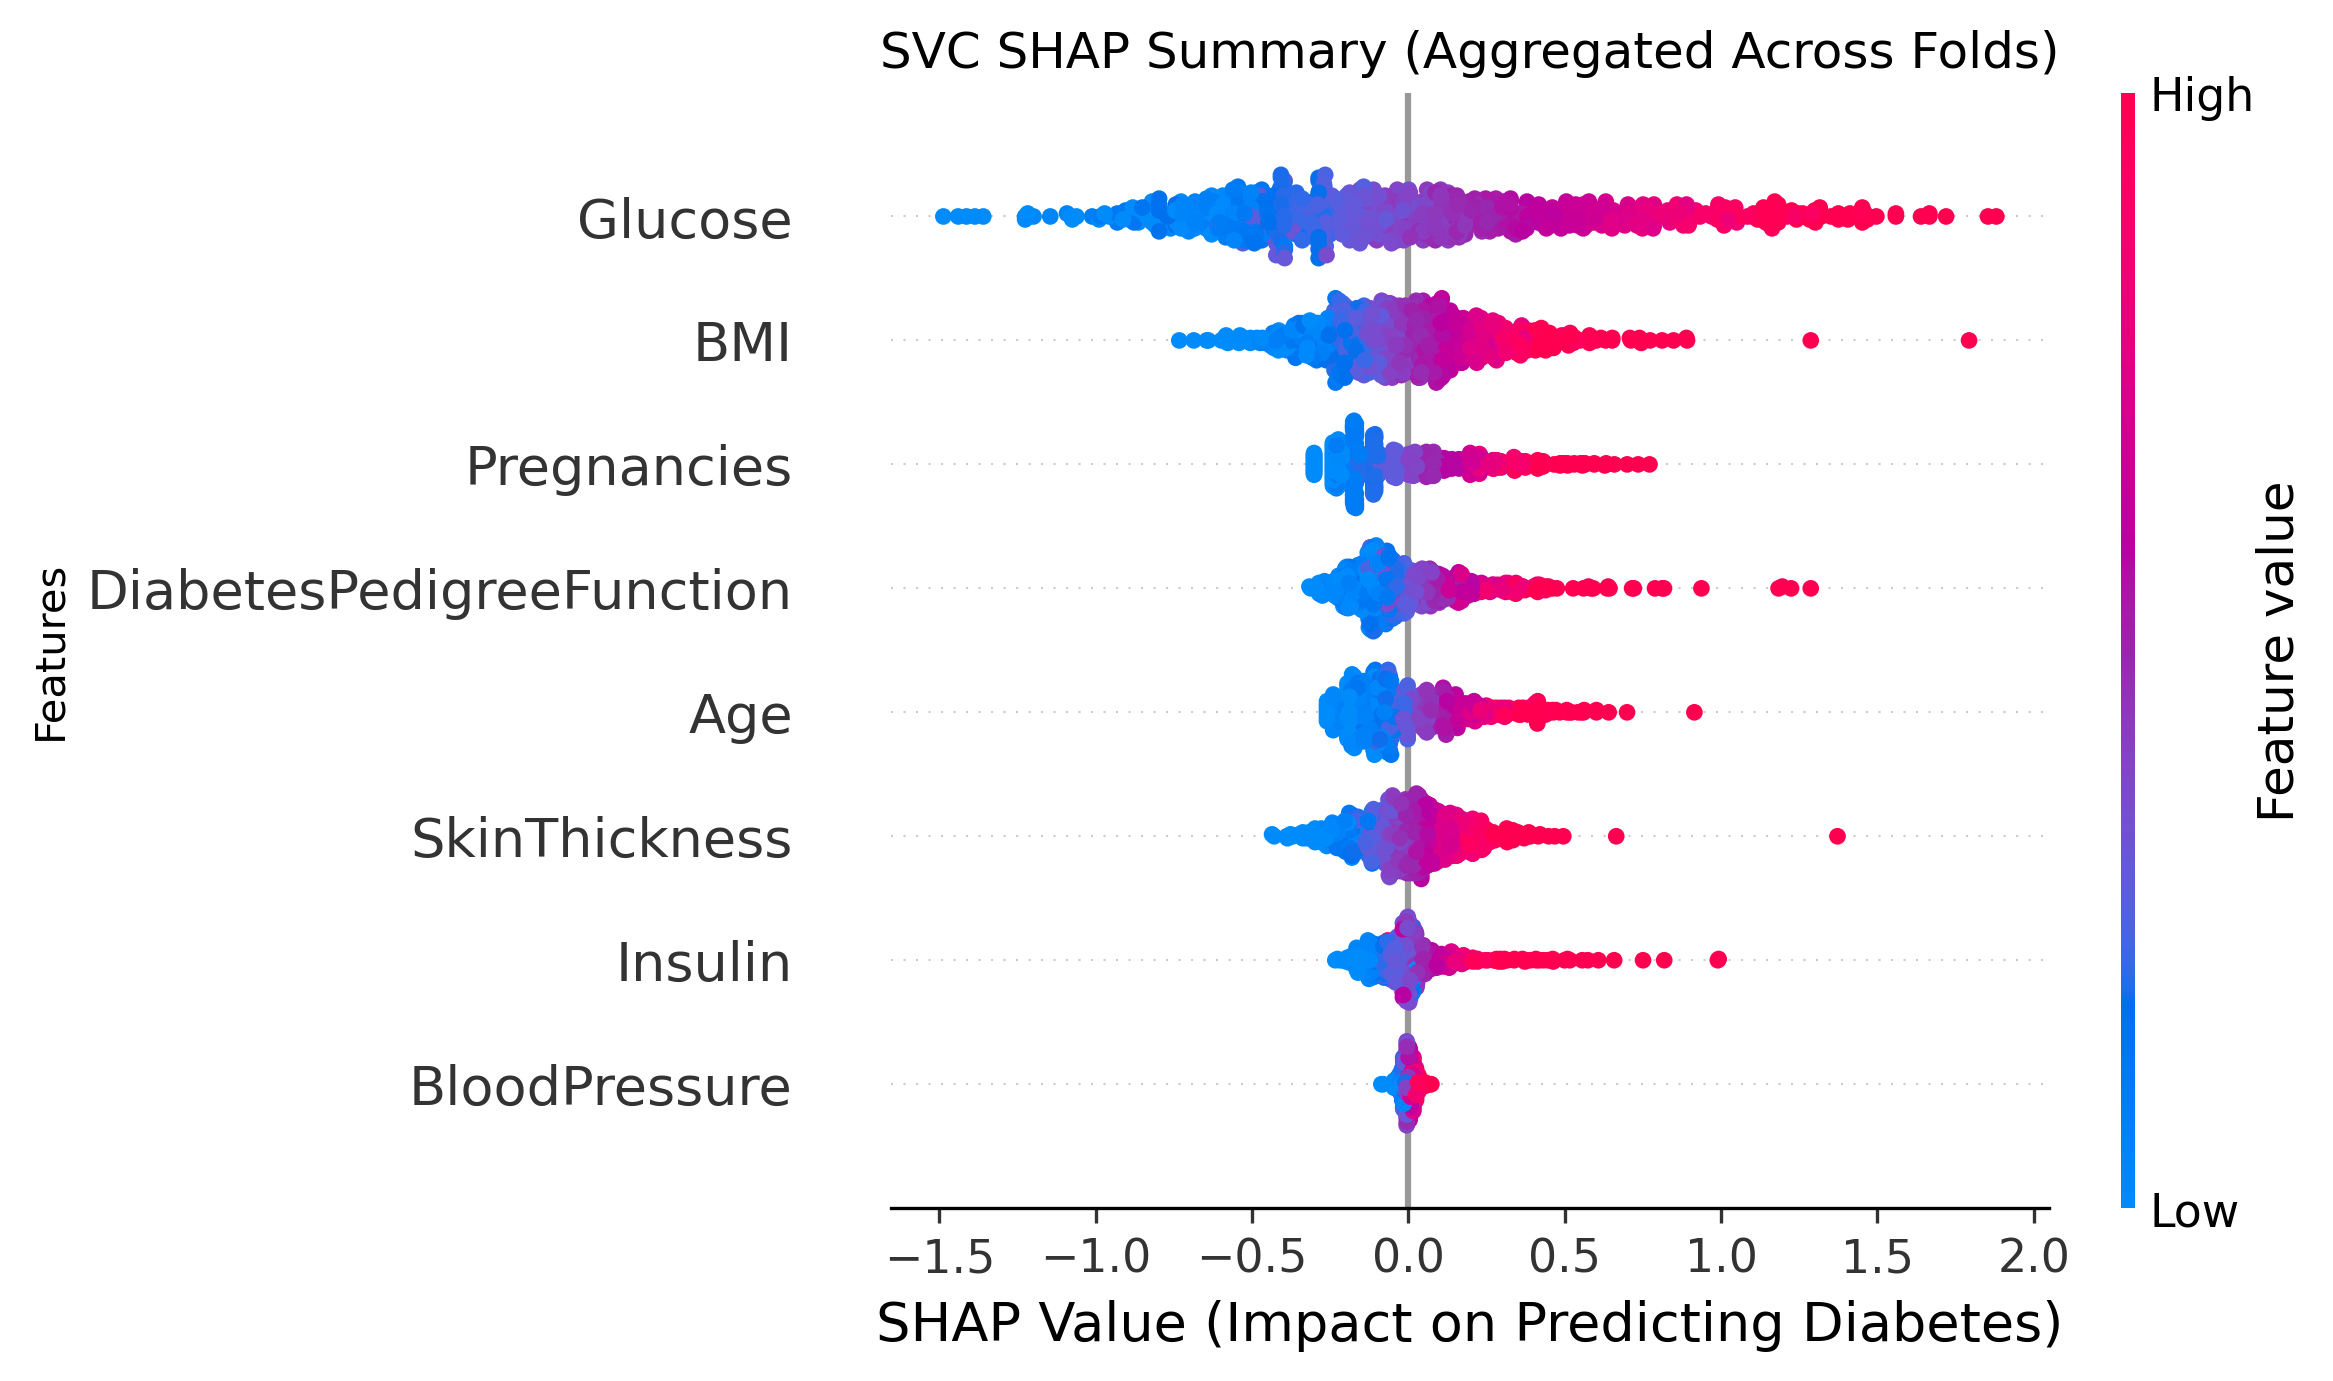 SVC SHAP Summary (Aggregated Across Folds)
High
Glucose
BMI
Pregnancies
DiabetesPedigreeFunction
Age
SkinThickness
Insulin
BloodPressure
Features
Feature value
Low
−1.5 −1.0 −0.5 0.0 0.5 1.0 1.5 2.0
SHAP Value (Impact on Predicting Diabetes)